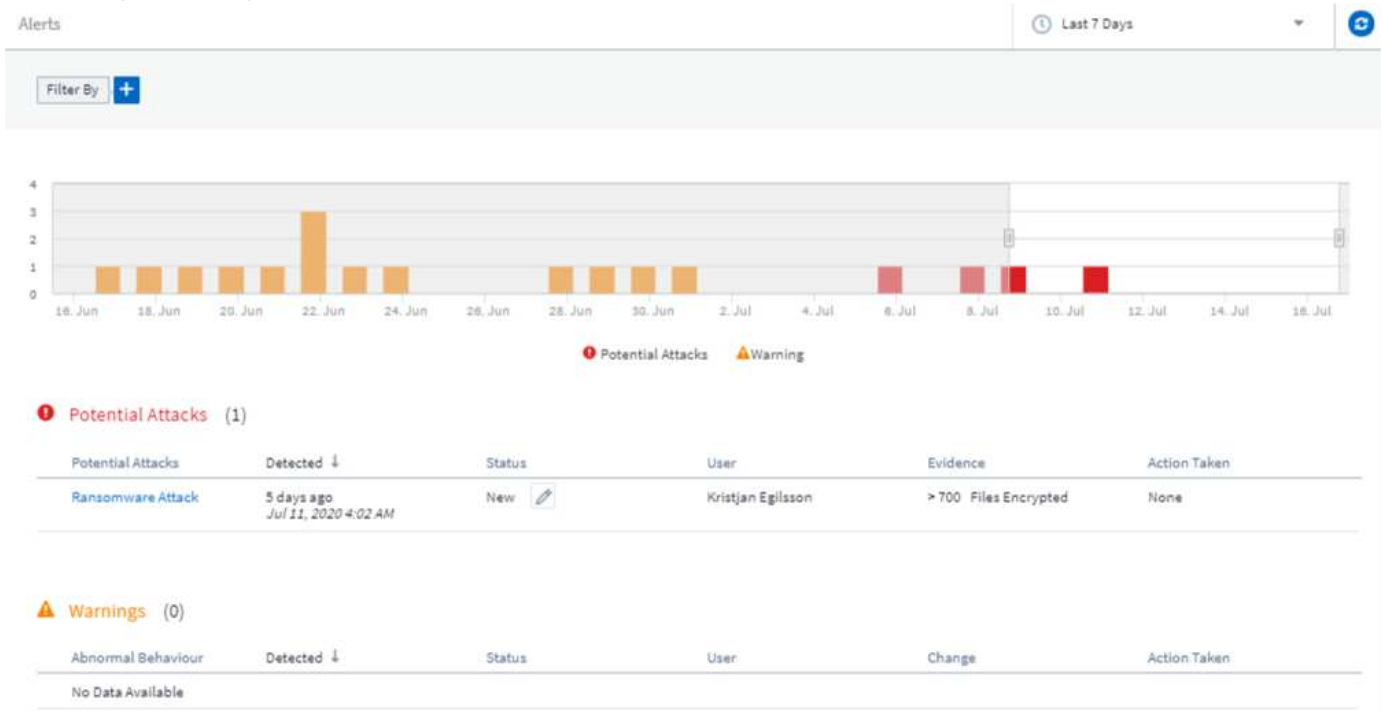 Alerts
Last 7 Days
Filter By +
4
3
2
1
0
16. Jun 18. Jun 20. Jun 22. Jun 24. Jun 26. Jun 28. Jun 30. Jun 2. Jul 4. Jul 6. Jul 8. Jul 10. Jul 12. Jul 14. Jul 16. Jul
Potential Attacks Warning
Potential Attacks (1)
Potential Attacks Detected ↓ Status User Evidence Action Taken
Ransomware Attack 5 days ago New Kristjan Egilsson > 700 Files Encrypted None
Jul 11, 2020 4:02 AM
Warnings (0)
Abnormal Behaviour Detected ↓ Status User Change Action Taken
No Data Available